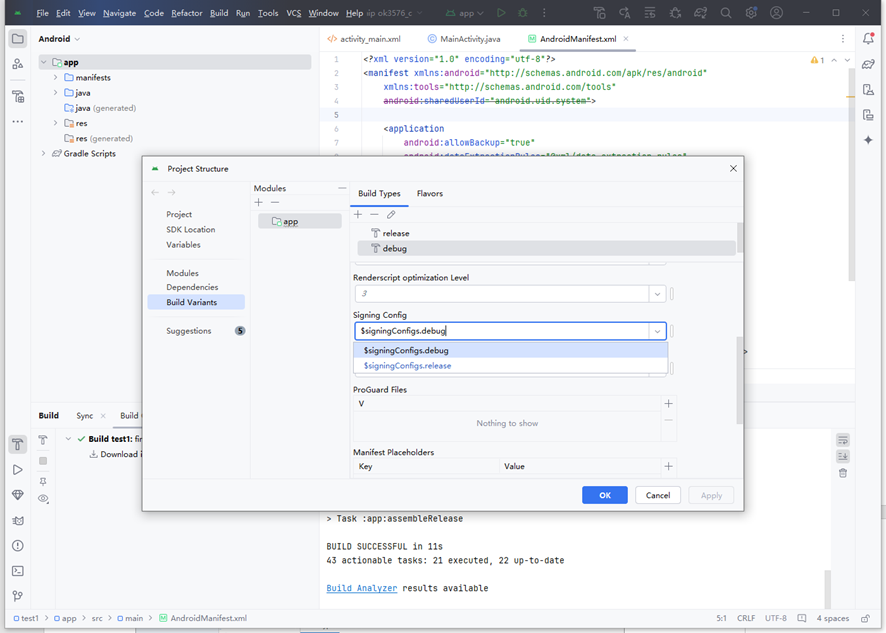 File Edit View Navigate Code Refactor Build Run Tools VCS Window Help ip ok3576_c app
Android
activity_main.xml MainActivity.java AndroidManifest.xml
app
manifests
java
java (generated)
res
res (generated)
Gradle Scripts
1 <?xml version="1.0" encoding="utf-8"?> 1
2 <manifest xmlns:android="http://schemas.android.com/apk/res/android"
3 xmlns:tools="http://schemas.android.com/tools"
4 android:sharedUserId="android.uid.system">
5
6 <application
7 android:allowBackup="true"
Project Structure
Project
SDK Location
Variables
Modules
Dependencies
Build Variants
Suggestions 5
Modules
app
Build Types Flavors
release
debug
Renderscript optimization Level
3
Signing Config
$signingConfigs.debug
$signingConfigs.debug
$signingConfigs.release
ProGuard Files
V
Nothing to show
Manifest Placeholders
Key Value
OK Cancel Apply
Build Sync Build
Build test1: fir
Download i
> Task :app:assembleRelease
BUILD SUCCESSFUL in 11s
43 actionable tasks: 21 executed, 22 up-to-date
Build Analyzer results available
test1 > app > src > main > AndroidManifest.xml 5:1 CRLF UTF-8 4 spaces